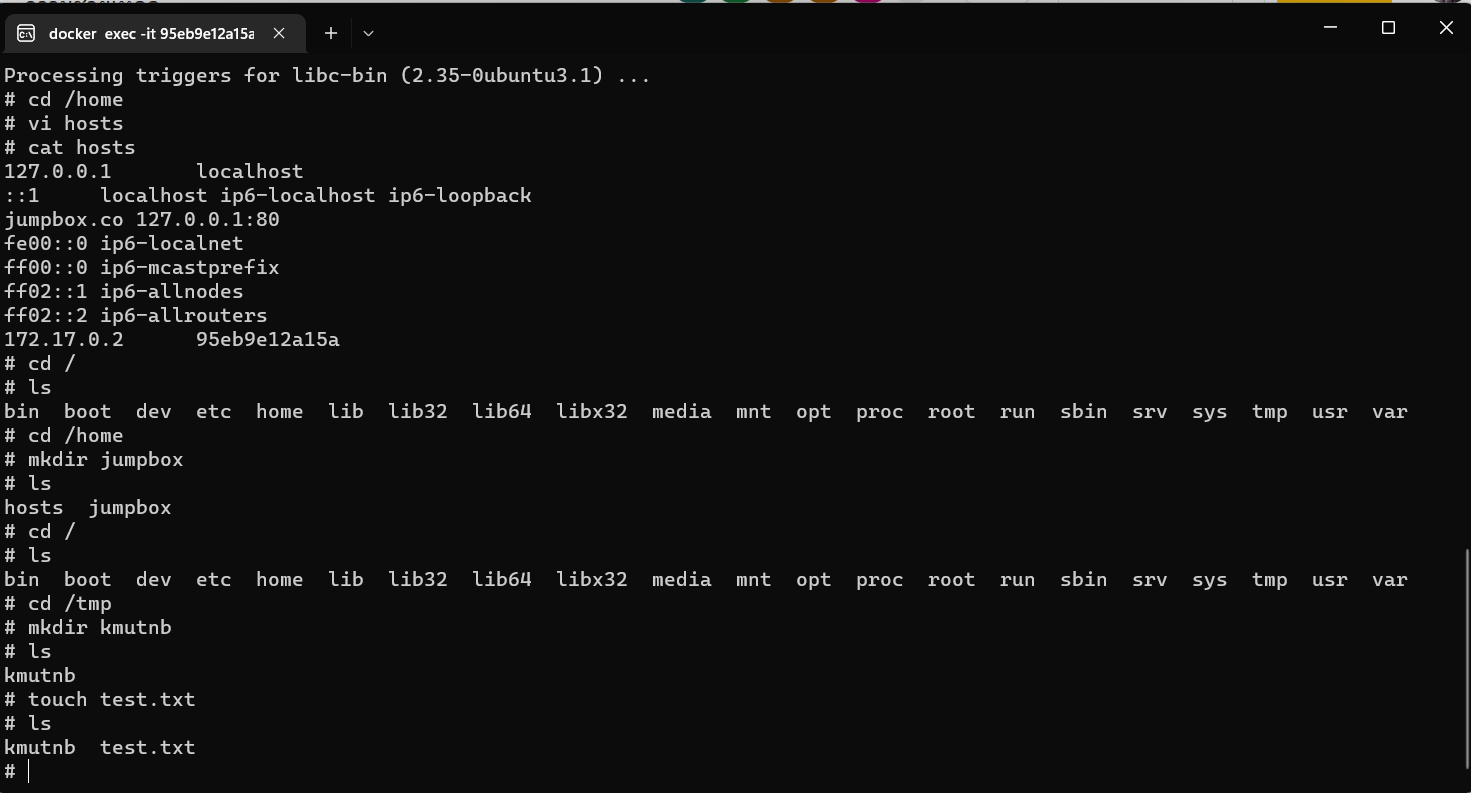 docker exec -it 95eb9e12a15a
Processing triggers for libc-bin (2.35-0ubuntu3.1) ...
# cd /home
# vi hosts
# cat hosts
127.0.0.1       localhost
::1     localhost ip6-localhost ip6-loopback
jumpbox.co 127.0.0.1:80
fe00::0 ip6-localnet
ff00::0 ip6-mcastprefix
ff02::1 ip6-allnodes
ff02::2 ip6-allrouters
172.17.0.2      95eb9e12a15a
# cd /
# ls
bin  boot  dev  etc  home  lib  lib32  lib64  libx32  media  mnt  opt  proc  root  run  sbin  srv  sys  tmp  usr  var
# cd /home
# mkdir jumpbox
# ls
hosts  jumpbox
# cd /
# ls
bin  boot  dev  etc  home  lib  lib32  lib64  libx32  media  mnt  opt  proc  root  run  sbin  srv  sys  tmp  usr  var
# cd /tmp
# mkdir kmutnb
# ls
kmutnb
# touch test.txt
# ls
kmutnb  test.txt
#